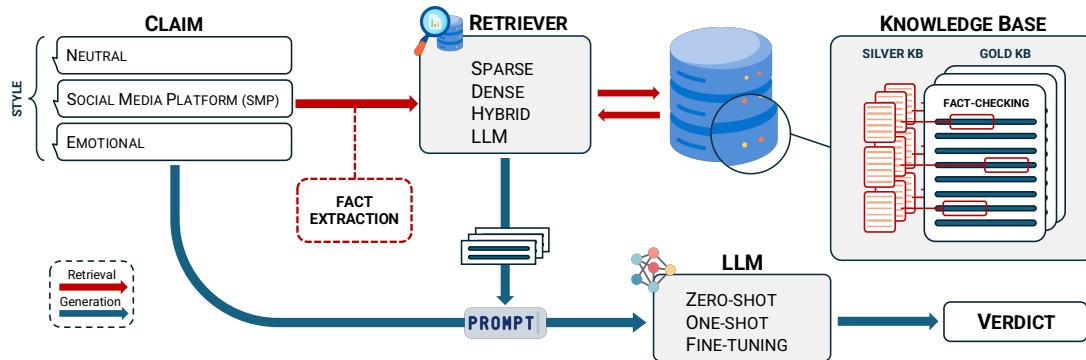 CLAIM
STYLE
NEUTRAL
SOCIAL MEDIA PLATFORM (SMP)
EMOTIONAL
FACT
EXTRACTION
RETRIEVER
SPARSE
DENSE
HYBRID
LLM
KNOWLEDGE BASE
SILVER KB
GOLD KB
FACT-CHECKING
Retrieval
Generation
PROMPT
LLM
ZERO-SHOT
ONE-SHOT
FINE-TUNING
VERDICT